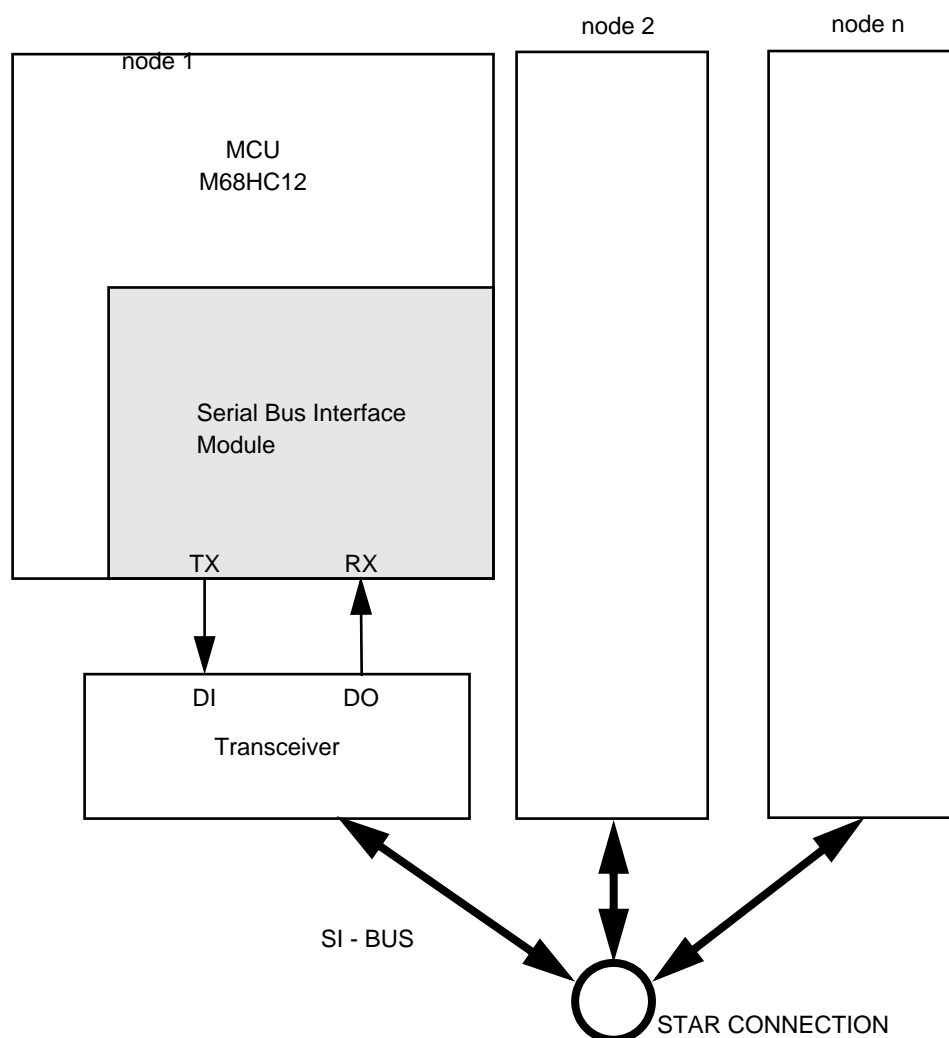 node 2
node n
node 1
MCU
M68HC12
Serial Bus Interface
Module
TX
RX
DI
DO
Transceiver
SI - BUS
STAR CONNECTION